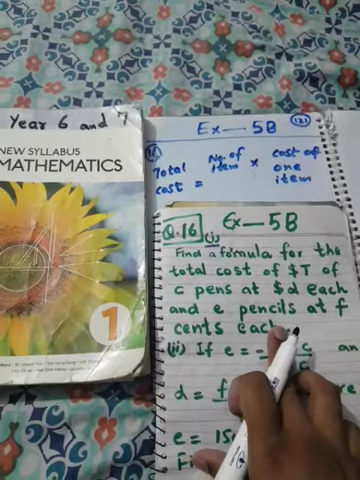 Year 6 and 7
NEW SYLLABUS
MATHEMATICS
1
Ex — 5B
121
Total cost = No. of item × cost of one item
Q.16 (i) Ex — 5B
Find a formula for the
total cost of $T of
c pens at $d each
and e pencils at f
cents each
(ii) If e =
c
an
d = f
e = 15